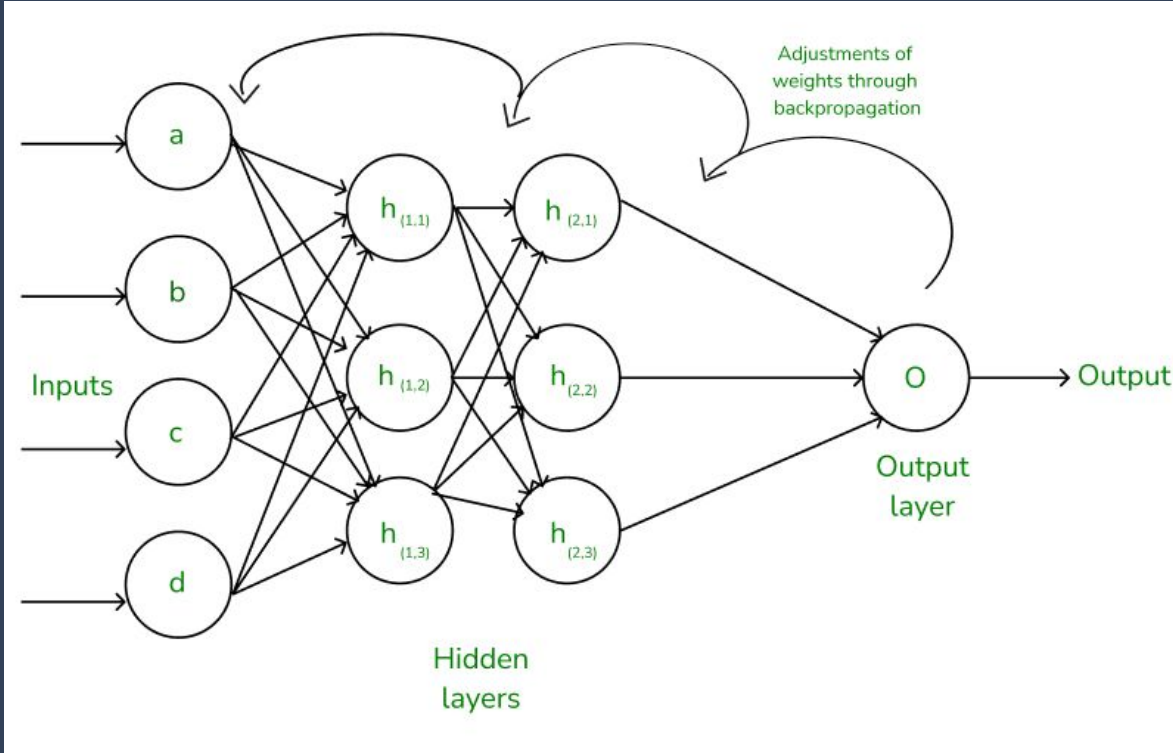 Adjustments of
weights through
backpropagation
a
h (1,1)
h (2,1)
b
Inputs
h (1,2)
h (2,2)
O
Output
c
Output
layer
h (1,3)
h (2,3)
d
Hidden
layers